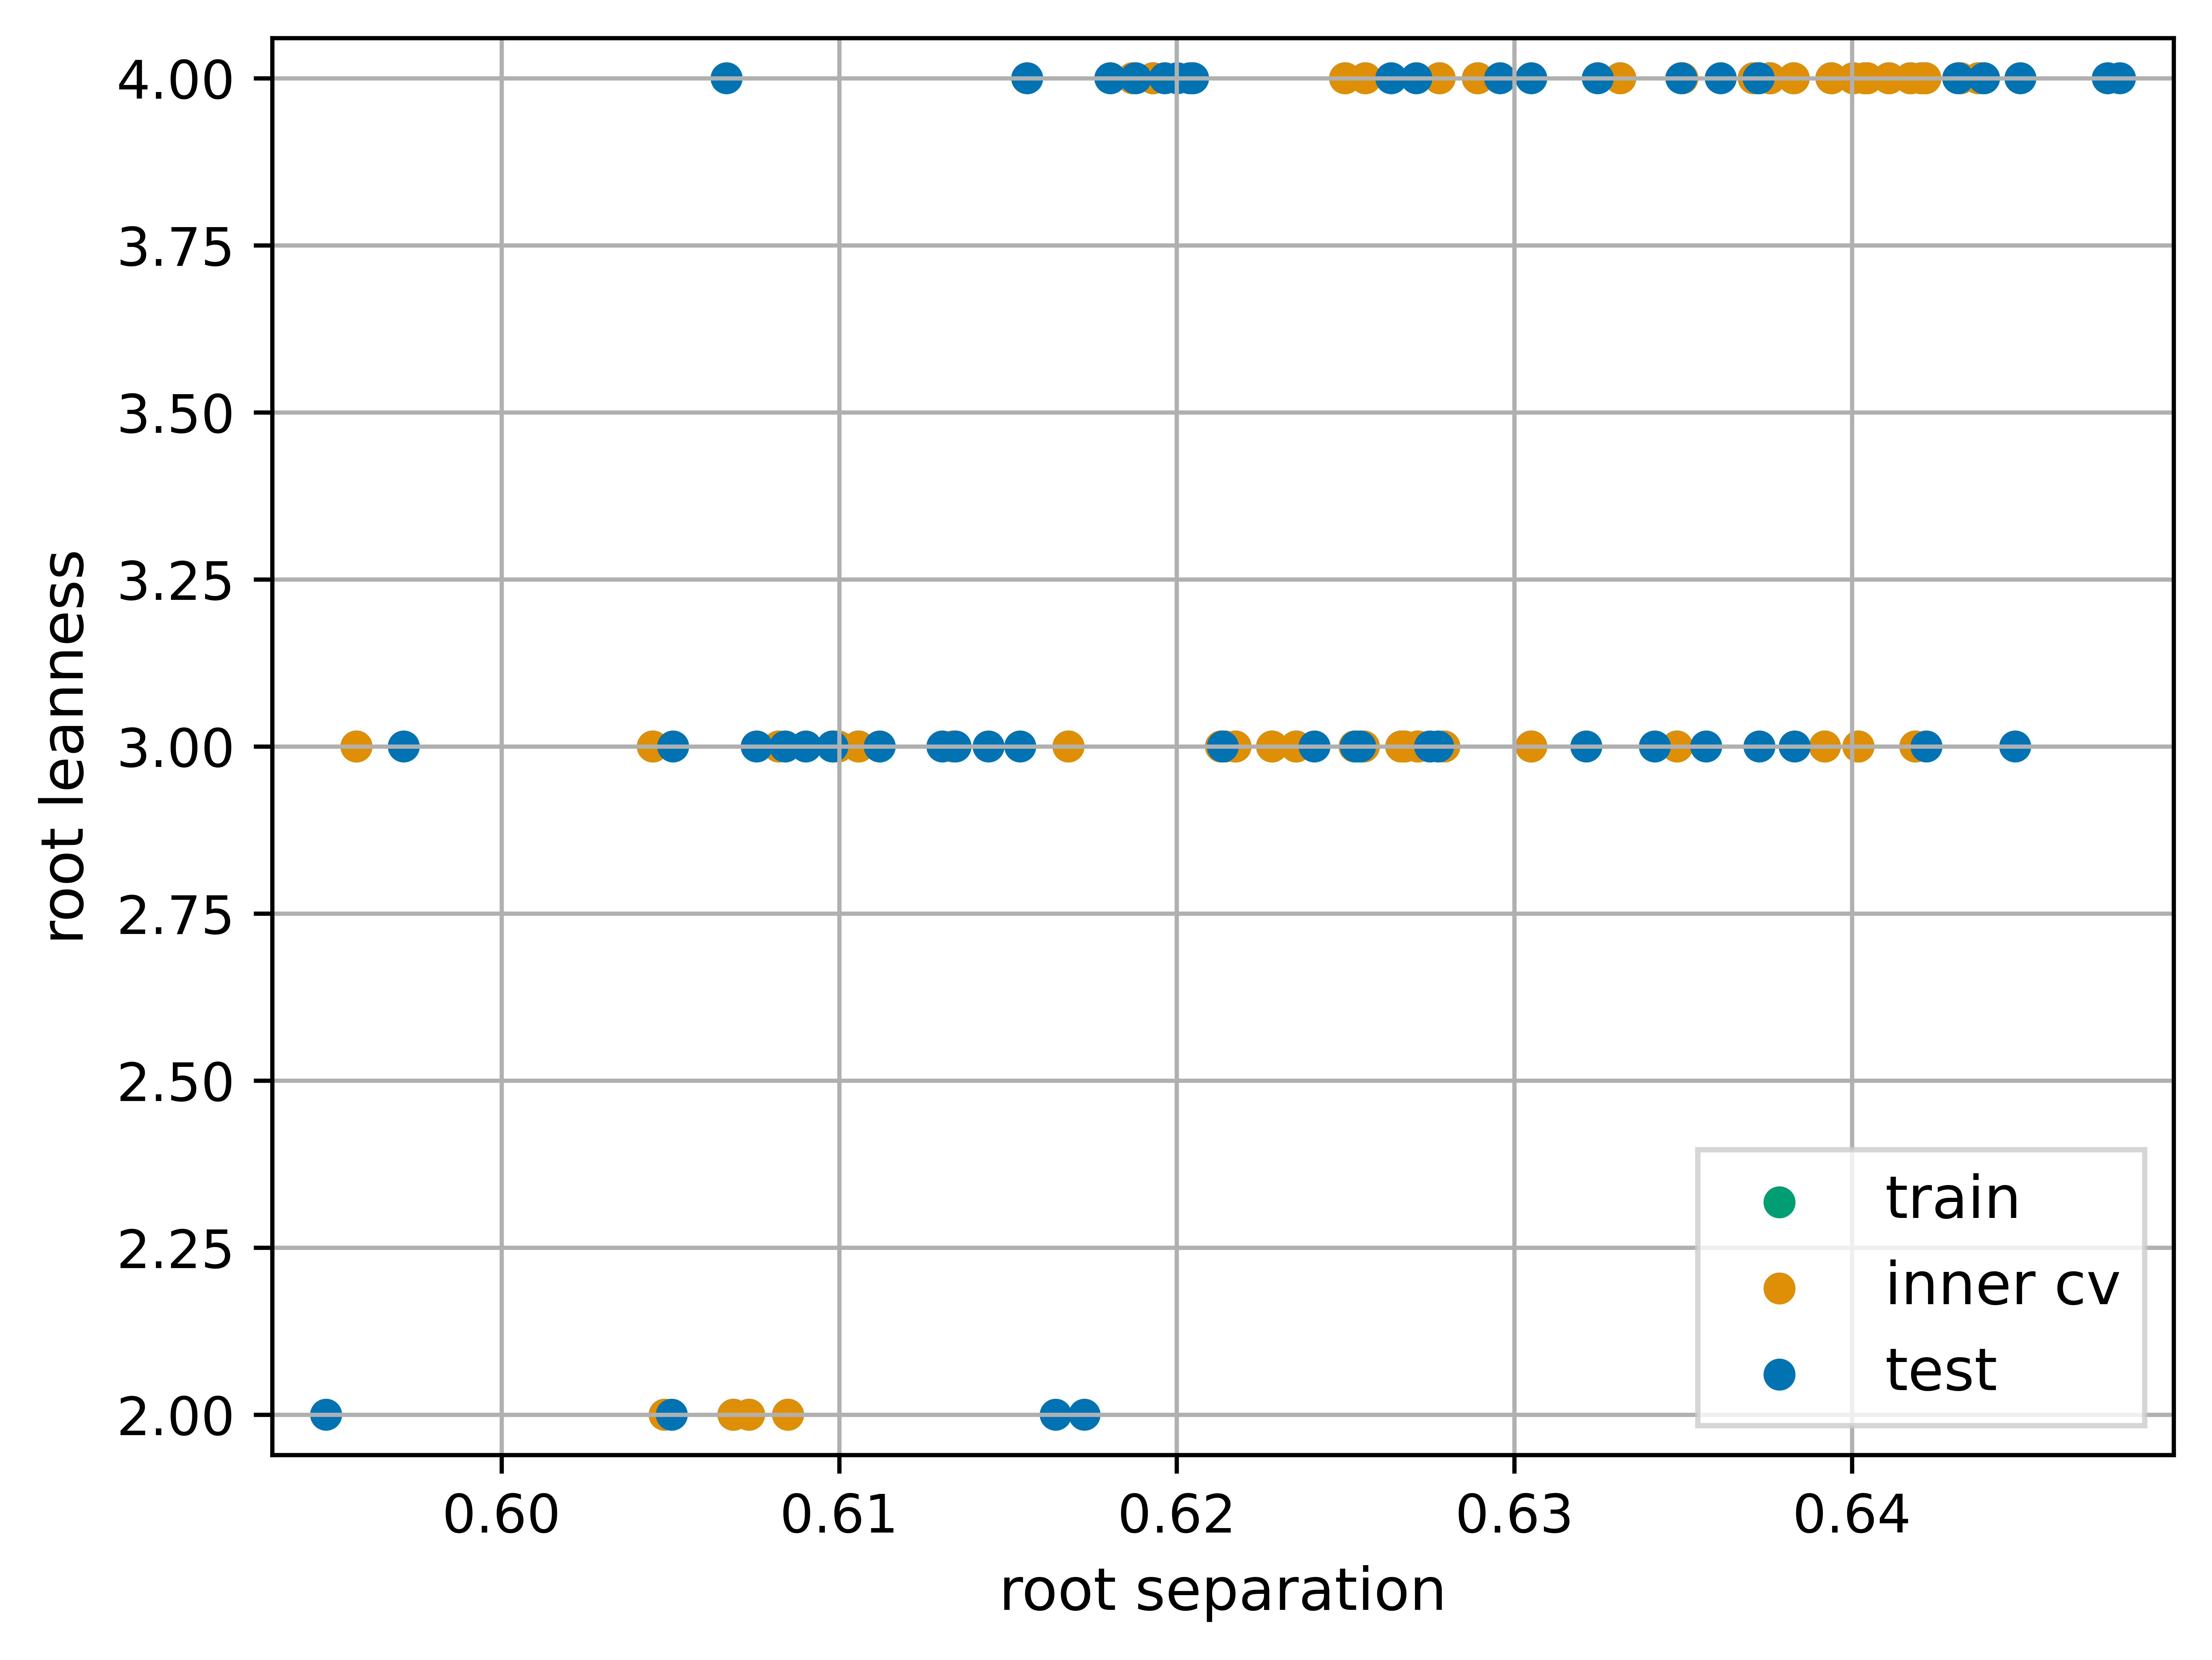 4.00
3.75
3.50
3.25
3.00
2.75
2.50
2.25
2.00
root leanness
train
inner cv
test
0.60 0.61 0.62 0.63 0.64
root separation